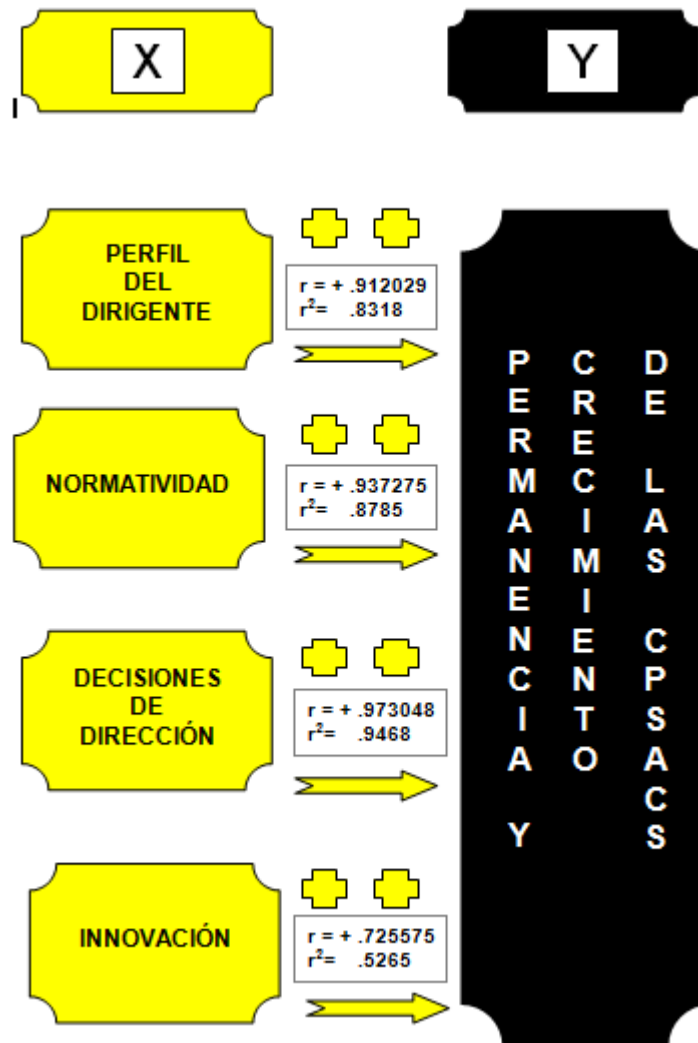 X
Y
PERFIL
DEL
DIRIGENTE
r = + .912029
r²= .8318
NORMATIVIDAD
r = + .937275
r²= .8785
DECISIONES
DE
DIRECCIÓN
r = + .973048
r²= .9468
INNOVACIÓN
r = + .725575
r²= .5265
PERMANENCIA Y
CRECIMIENTO
DE LAS CPSACS